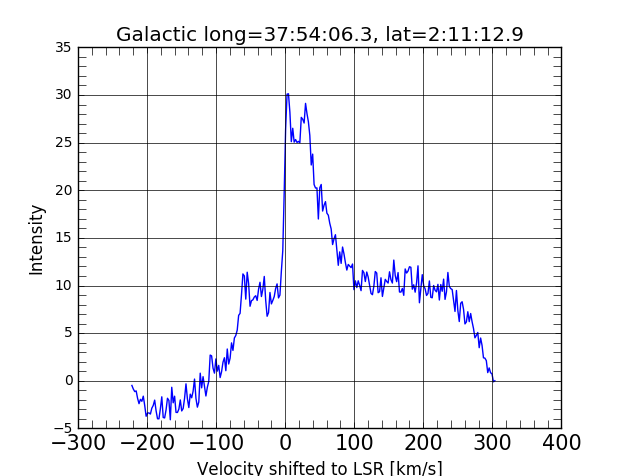 Galactic long=37:54:06.3, lat=2:11:12.9
35
30
25
20
15
10
5
0
−5
Intensity
−300 −200 −100 0 100 200 300 400
Velocity shifted to LSR [km/s]